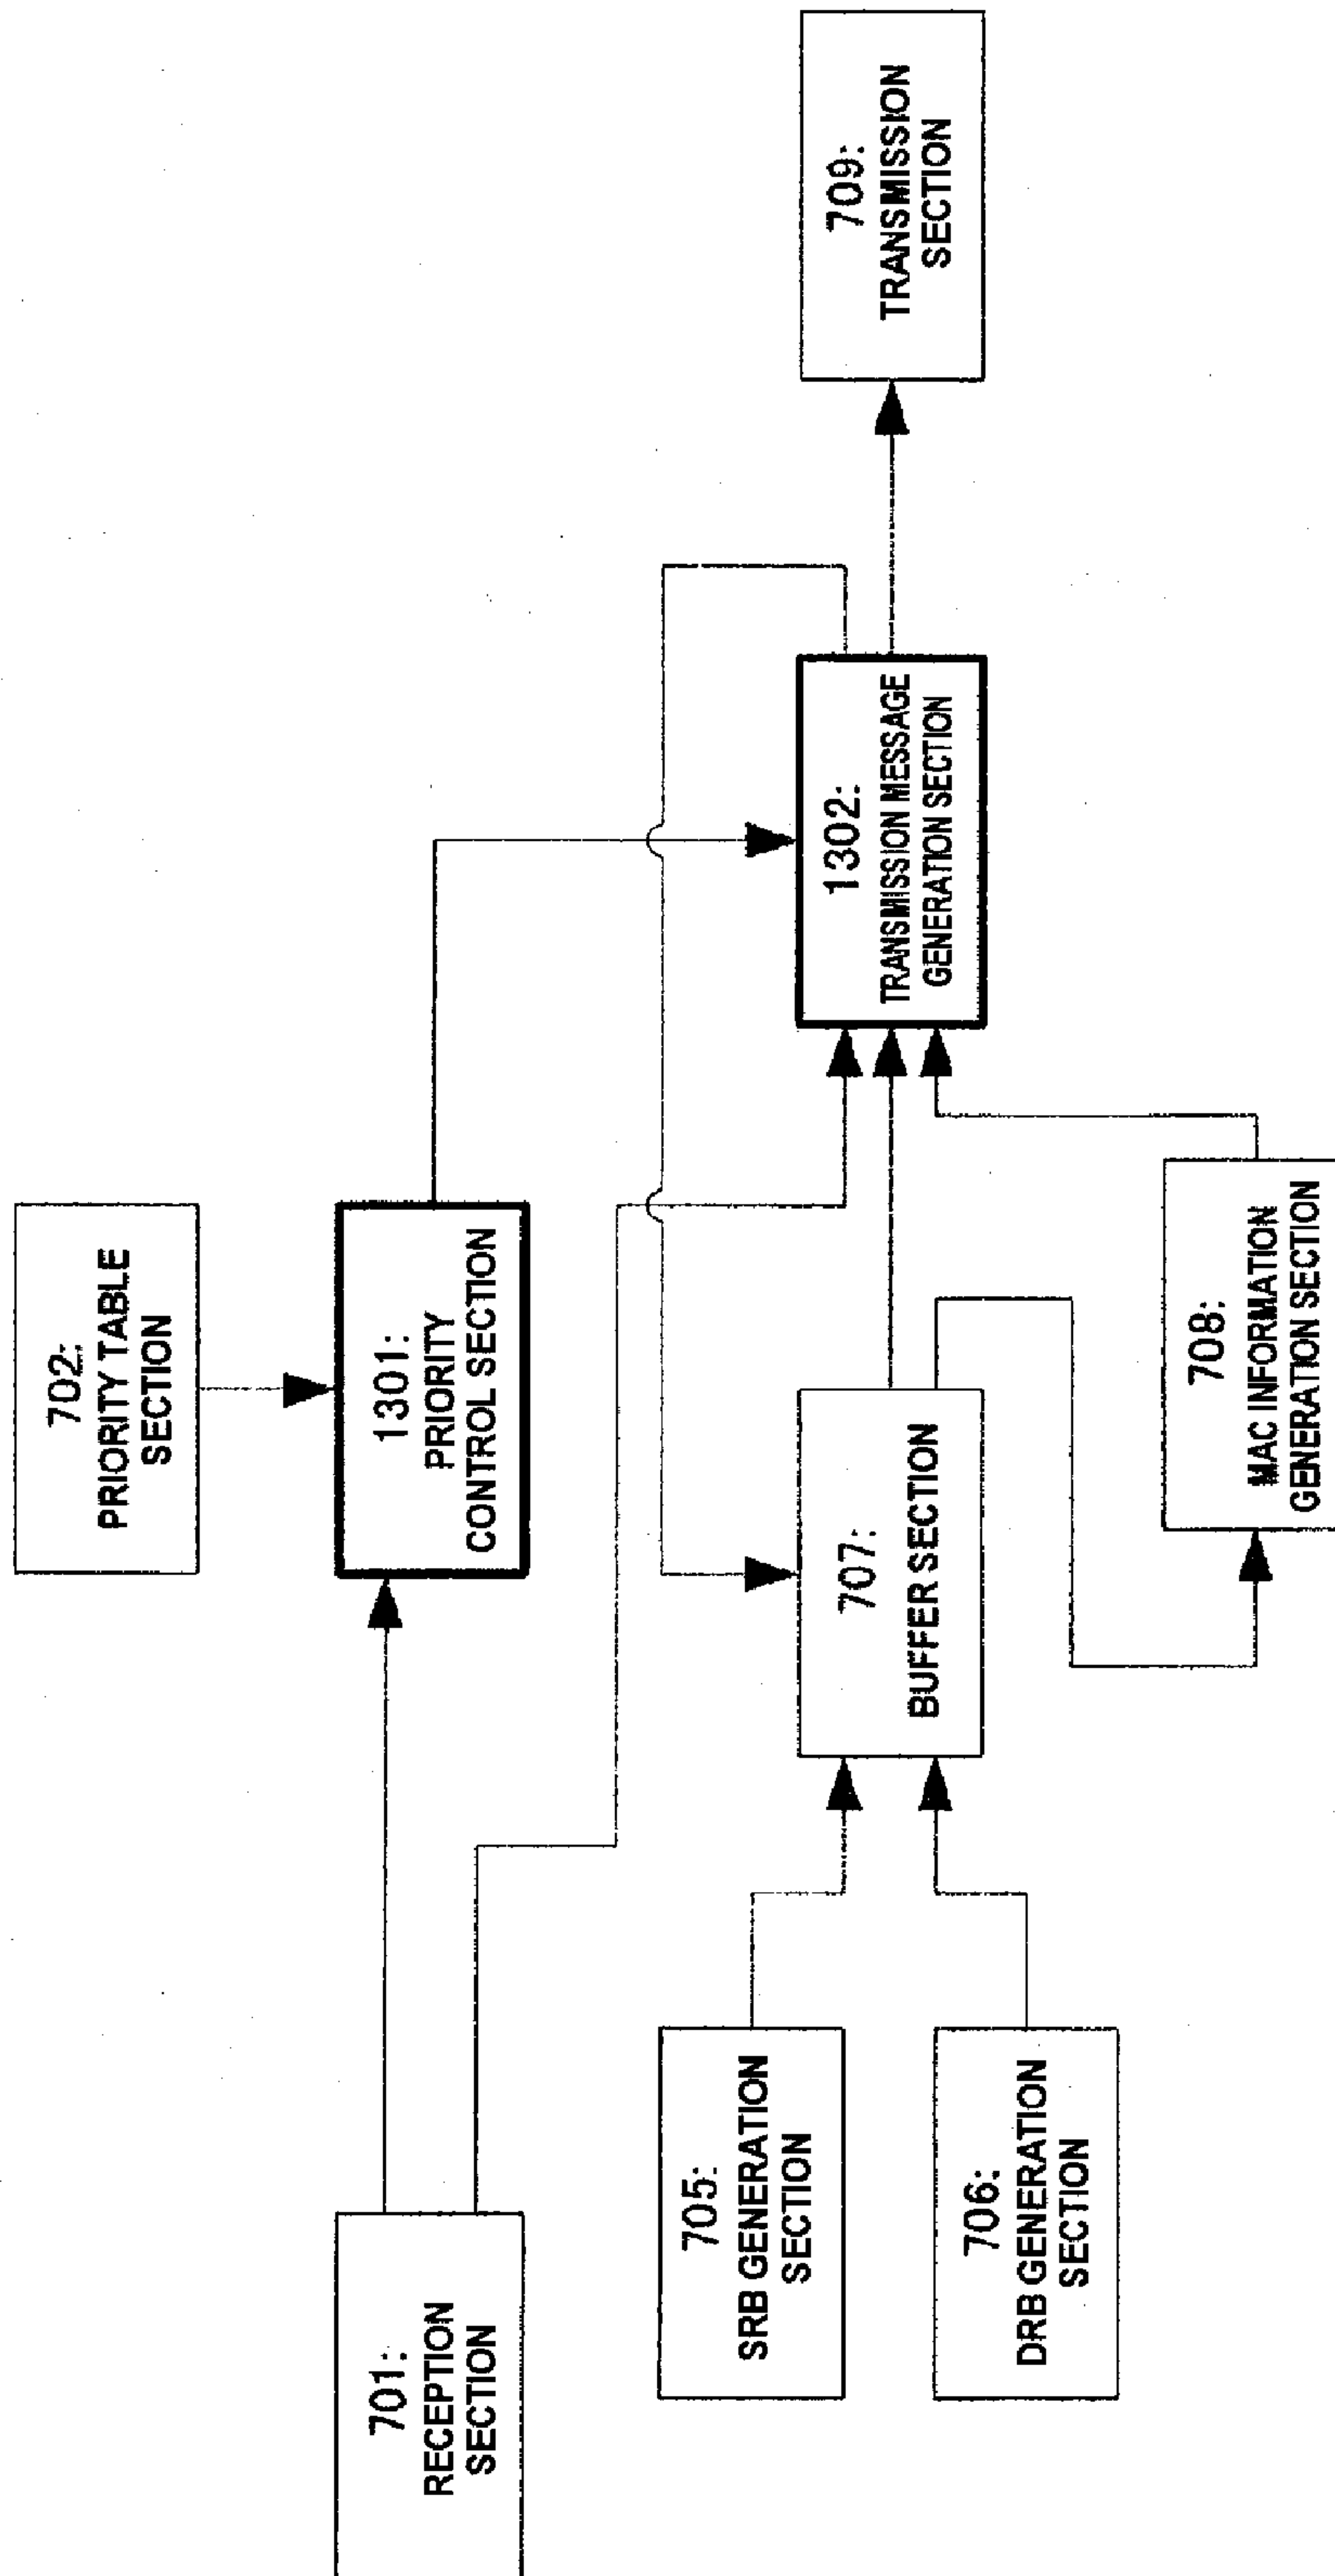 702:
PRIORITY TABLE
SECTION
701:
RECEPTION
SECTION
1301:
PRIORITY
CONTROL SECTION
705:
SRB GENERATION
SECTION
706:
DRB GENERATION
SECTION
707:
BUFFER SECTION
1302:
TRANSMISSION MESSAGE
GENERATION SECTION
709:
TRANSMISSION
SECTION
708:
MAC INFORMATION
GENERATION SECTION